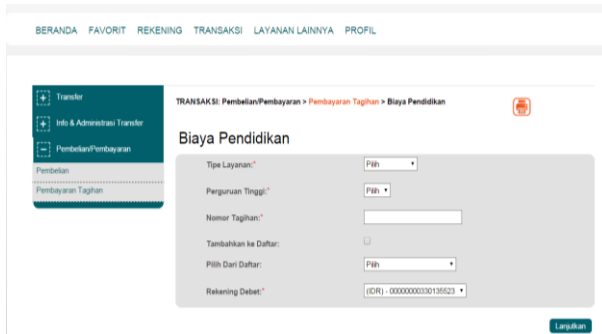 BERANDA FAVORIT REKENING TRANSAKSI LAYANAN LAINNYA PROFIL
Transfer
Info & Administrasi Transfer
Pembelian/Pembayaran
Pembelian
Pembayaran Tagihan
TRANSAKSI: Pembelian/Pembayaran > Pembayaran Tagihan > Biaya Pendidikan
Biaya Pendidikan
Tipe Layanan:* Pilih
Perguruan Tinggi:* Pilih
Nomor Tagihan:*
Tambahkan ke Daftar:
Pilih Dari Daftar: Pilih
Rekening Debet:* (IDR) - 00000000330135523
Lanjutkan